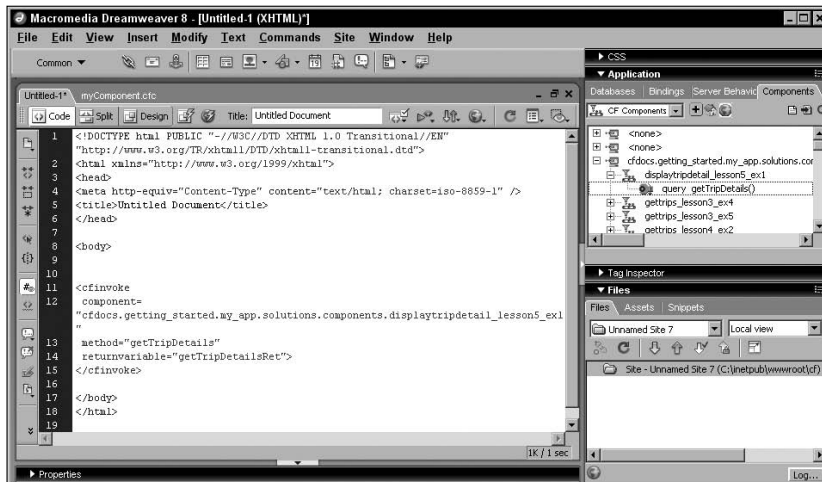 Macromedia Dreamweaver 8 - [Untitled-1 (XHTML)*]
File Edit View Insert Modify Text Commands Site Window Help
Common
Untitled-1* myComponent.cfc
Code Split Design Title: Untitled Document
1 <!DOCTYPE html PUBLIC "-//W3C//DTD XHTML 1.0 Transitional//EN"
"http://www.w3.org/TR/xhtml1/DTD/xhtml1-transitional.dtd">
2 <html xmlns="http://www.w3.org/1999/xhtml">
3 <head>
4 <meta http-equiv="Content-Type" content="text/html; charset=iso-8859-1" />
5 <title>Untitled Document</title>
6 </head>
7
8 <body>
9
10
11 <cfinvoke
12 component=
"cfdocs.getting_started.my_app.solutions.components.displaytripdetail_lesson5_ex1
"
13 method="getTripDetails"
14 returnvariable="getTripDetailsRet">
15 </cfinvoke>
16
17 </body>
18 </html>
19
1K / 1 sec
Properties
CSS
Application
Databases Bindings Server Behavic Components
CF Components
<none>
<none>
cfdocs.getting_started.my_app.solutions.cor
displaytripdetail_lesson5_ex1
query getTripDetails()
gettrips_lesson3_ex4
gettrips_lesson3_ex5
gettrips_lesson4_ex2
Tag Inspector
Files
Files Assets Snippets
Unnamed Site 7 Local view
Site - Unnamed Site 7 (C:\inetpub\wwwroot\cf)
Log...